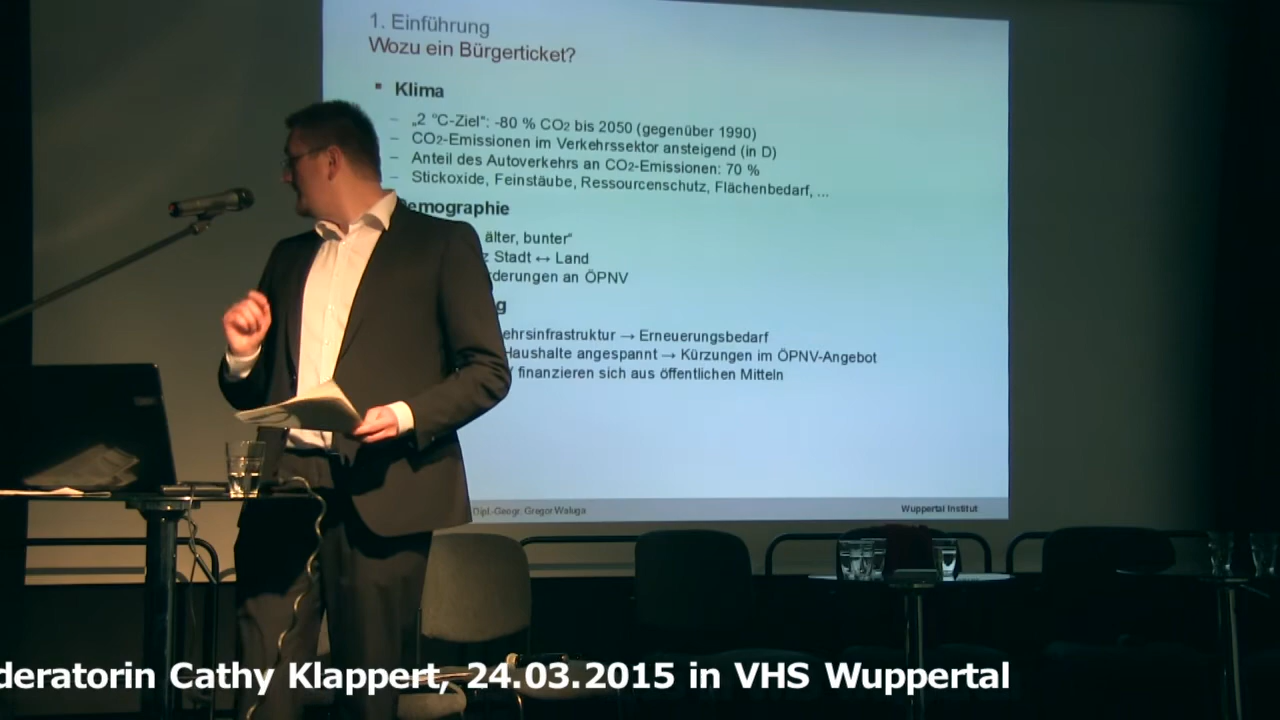 1. Einführung
Wozu ein Bürgerticket?
Klima
– „2 °C-Ziel": -80 % CO2 bis 2050 (gegenüber 1990)
– CO2-Emissionen im Verkehrssektor ansteigend (in D)
– Anteil des Autoverkehrs an CO2-Emissionen: 70 %
– Stickoxide, Feinstäube, Ressourcenschutz, Flächenbedarf, ...
emographie
älter, bunter"
Stadt ↔ Land
derungen an ÖPNV
g
ehrsinfrastruktur → Erneuerungsbedarf
Haushalte angespannt → Kürzungen im ÖPNV-Angebot
finanzieren sich aus öffentlichen Mitteln
Dipl.-Geogr. Gregor Waluga
Wuppertal Institut
deratorin Cathy Klappert, 24.03.2015 in VHS Wuppertal